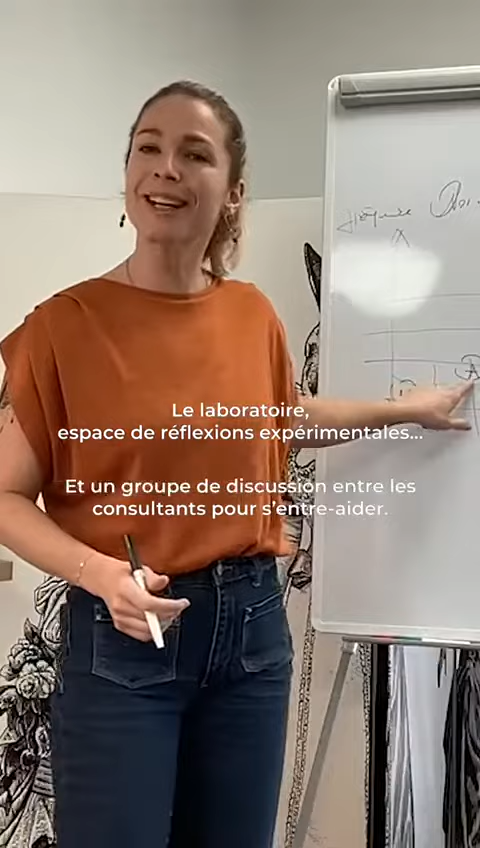 Le laboratoire,
espace de réflexions expérimentales...
Et un groupe de discussion entre les
consultants pour s'entre-aider.